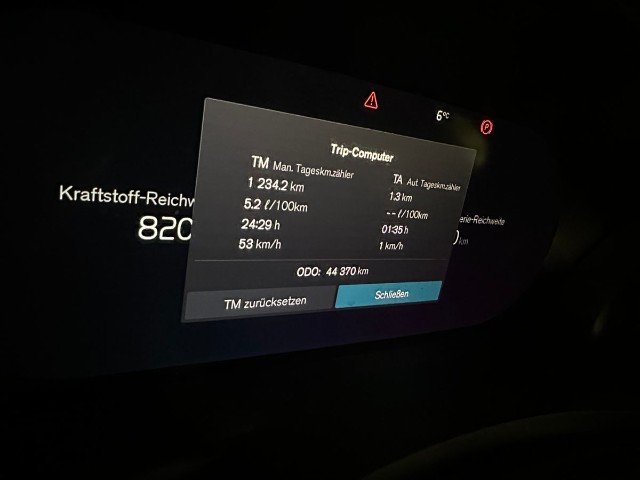 6°C
P
Trip-Computer
TM Man. Tageskm.zähler
1 234.2 km
5.2 ℓ/100km
24:29 h
53 km/h
TA Aut. Tageskm.zähler
1.3 km
-- ℓ/100km
01:35 h
1 km/h
ODO: 44 370 km
TM zurücksetzen
Schließen
Kraftstoff-Reichw
820
erie-Reichweite
km